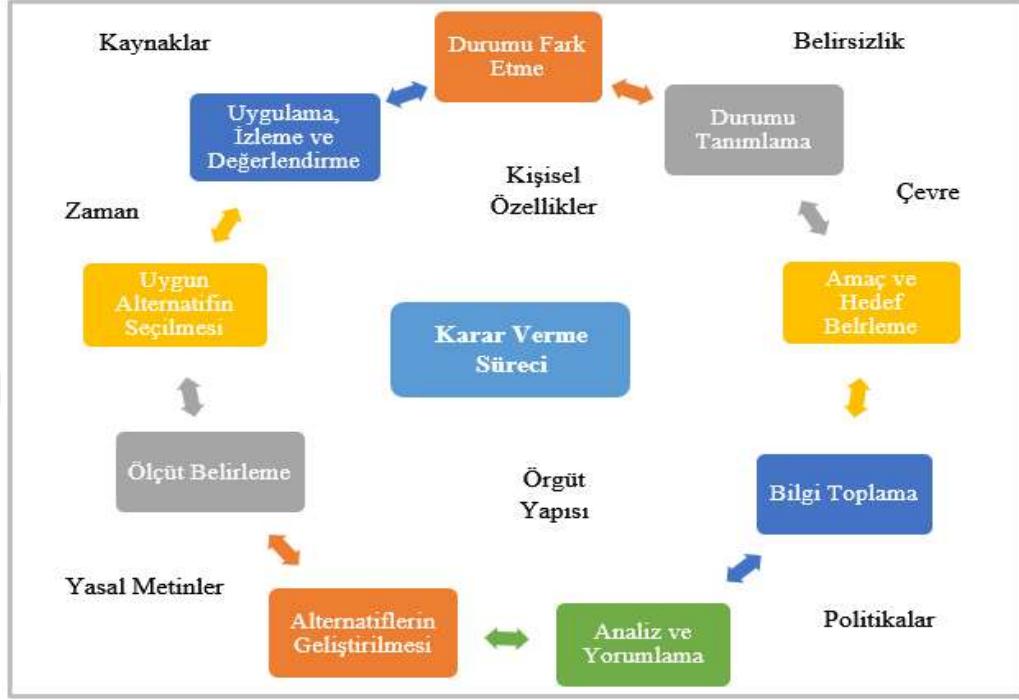 Kaynaklar
Durumu Fark
Etme
Belirsizlik
Uygulama,
İzleme ve
Değerlendirme
Durumu
Tanımlama
Kişisel
Özellikler
Zaman
Çevre
Uygun
Alternatifin
Seçilmesi
Amaç ve
Hedef
Belrleme
Karar Verme
Süreci
Ölçüt Belirleme
Örgüt
Yapısı
Bilgi Toplama
Yasal Metinler
Alternatiflerin
Geliştirilmesi
Analiz ve
Yorumlama
Politikalar